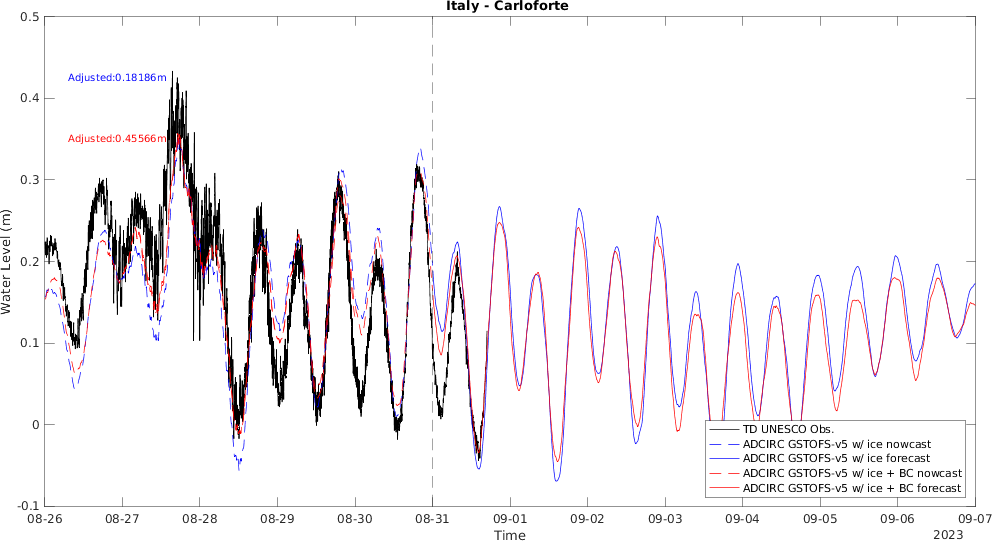 Italy - Carloforte
0.5
0.4
0.3
0.2
0.1
0
-0.1
Water Level (m)
Adjusted:0.18186m
Adjusted:0.45566m
TD UNESCO Obs.
ADCIRC GSTOFS-v5 w/ ice nowcast
ADCIRC GSTOFS-v5 w/ ice forecast
ADCIRC GSTOFS-v5 w/ ice + BC nowcast
ADCIRC GSTOFS-v5 w/ ice + BC forecast
08-26 08-27 08-28 08-29 08-30 08-31 09-01 09-02 09-03 09-04 09-05 09-06 09-07
Time
2023